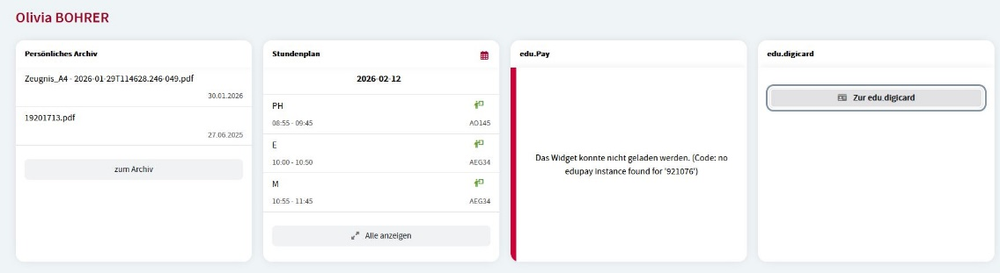 Olivia BOHRER
Persönliches Archiv
Zeugnis_A4 - 2026-01-29T114628.246-049.pdf
30.01.2026
19201713.pdf
27.06.2025
zum Archiv
Stundenplan
2026-02-12
PH
08:55 - 09:45
AO145
E
10:00 - 10:50
AEG34
M
10:55 - 11:45
AEG34
Alle anzeigen
edu.Pay
Das Widget konnte nicht geladen werden. (Code: no
edupay instance found for '921076')
edu.digicard
Zur edu.digicard